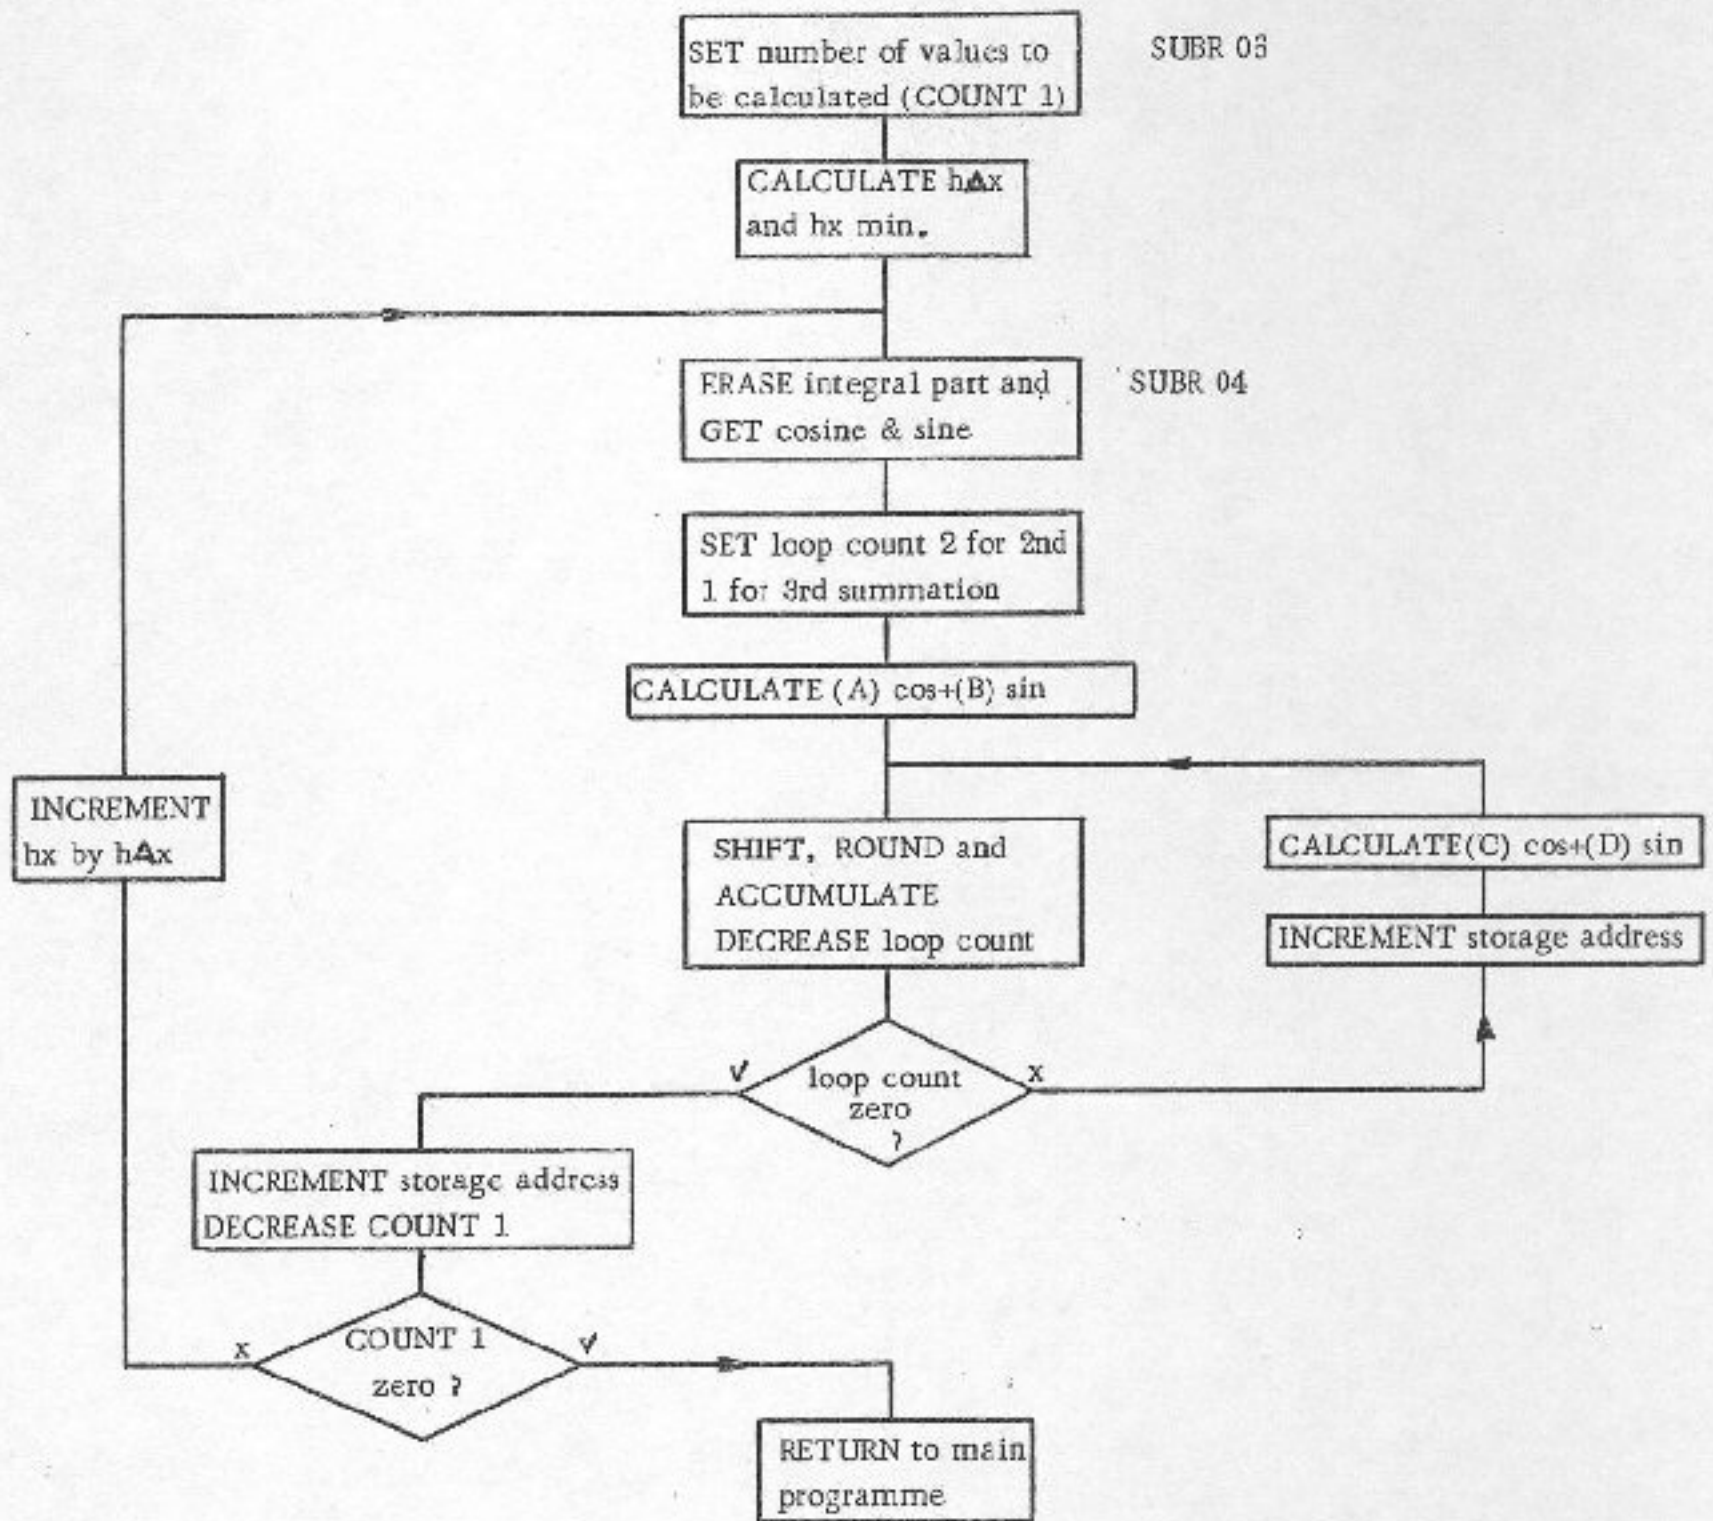 SET number of values to
be calculated (COUNT 1)
SUBR 03
CALCULATE hΔx
and hx min.
ERASE integral part and
GET cosine & sine
SUBR 04
SET loop count 2 for 2nd
1 for 3rd summation
CALCULATE (A) cos+(B) sin
INCREMENT
hx by hΔx
SHIFT, ROUND and
ACCUMULATE
DECREASE loop count
CALCULATE(C) cos+(D) sin
INCREMENT storage address
✓
loop count
zero
?
x
INCREMENT storage address
DECREASE COUNT 1
x
COUNT 1
zero ?
✓
RETURN to main
programme